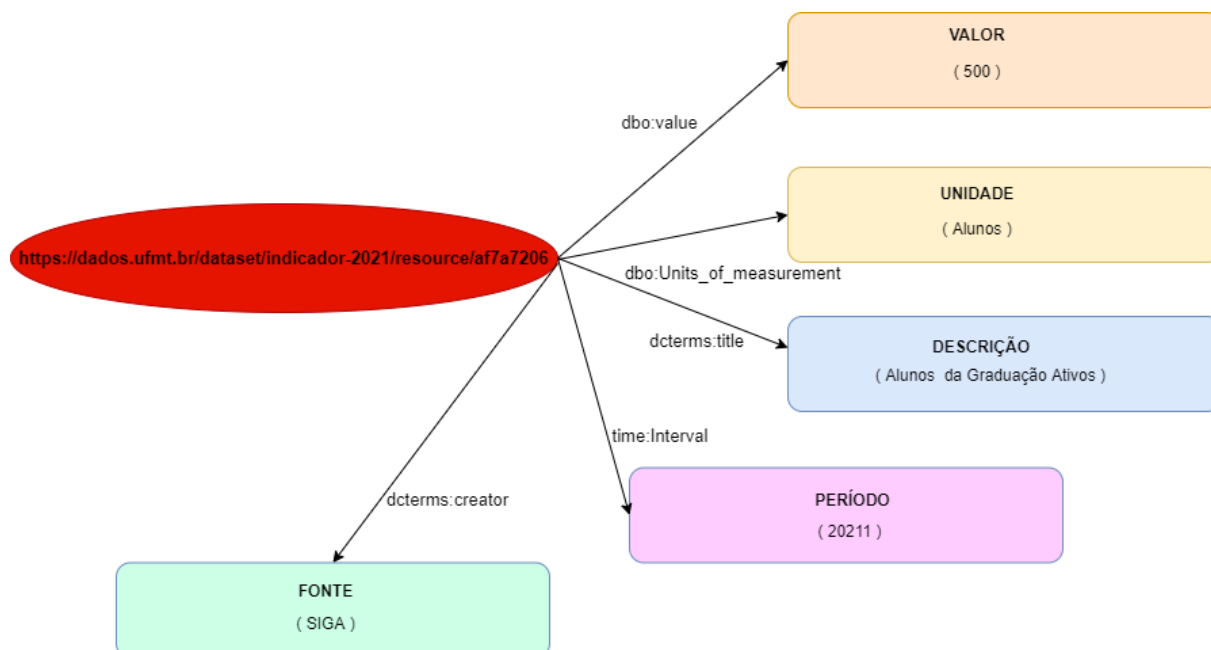 VALOR
( 500 )
dbo:value
UNIDADE
( Alunos )
https://dados.ufmt.br/dataset/indicador-2021/resource/af7a7206
dbo:Units_of_measurement
dcterms:title
DESCRIÇÃO
( Alunos da Graduação Ativos )
time:Interval
PERÍODO
( 20211 )
dcterms:creator
FONTE
( SIGA )